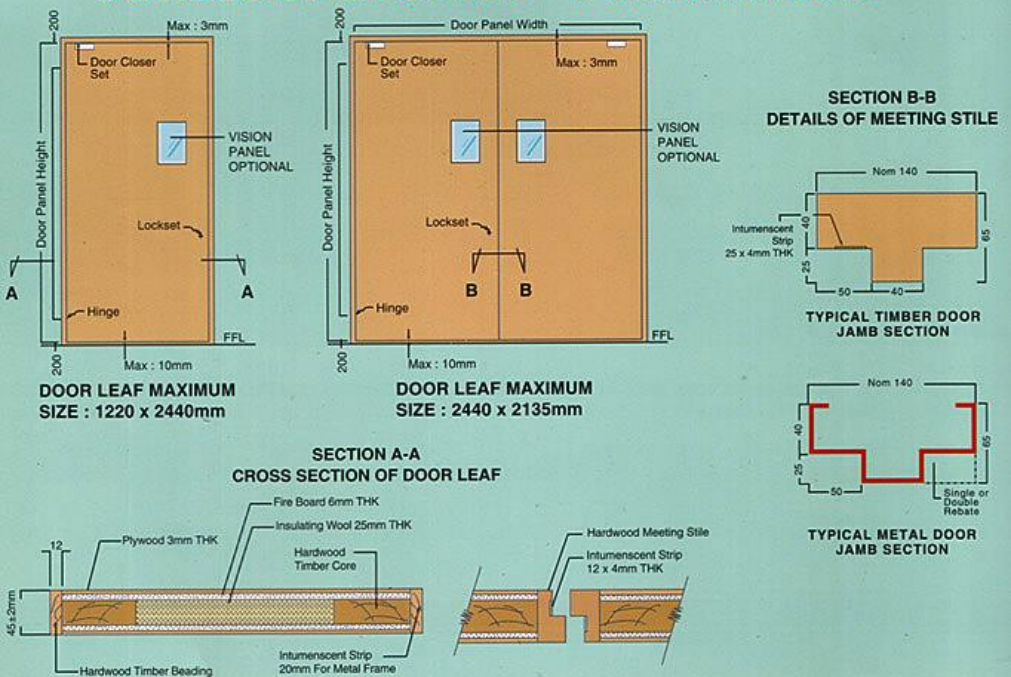 200
Max : 3mm
Door Closer
Set
Door Panel Height
VISION
PANEL
OPTIONAL
Lockset
A
A
Hinge
FFL
200
Max : 10mm
DOOR LEAF MAXIMUM
SIZE : 1220 x 2440mm
200
Door Panel Width
Door Closer
Set
Max : 3mm
Door Panel Height
VISION
PANEL
OPTIONAL
Lockset
B
B
Hinge
FFL
200
Max : 10mm
DOOR LEAF MAXIMUM
SIZE : 2440 x 2135mm
SECTION B-B
DETAILS OF MEETING STILE
Nom 140
40
65
Intumenscent
Strip
25 x 4mm THK
25
50
40
TYPICAL TIMBER DOOR
JAMB SECTION
Nom 140
40
65
25
50
Single or
Double
Rebate
TYPICAL METAL DOOR
JAMB SECTION
SECTION A-A
CROSS SECTION OF DOOR LEAF
Fire Board 6mm THK
Insulating Wool 25mm THK
Plywood 3mm THK
12
Hardwood
Timber Core
45±2mm
Hardwood Timber Beading
Intumenscent Strip
20mm For Metal Frame
Hardwood Meeting Stile
Intumenscent Strip
12 x 4mm THK